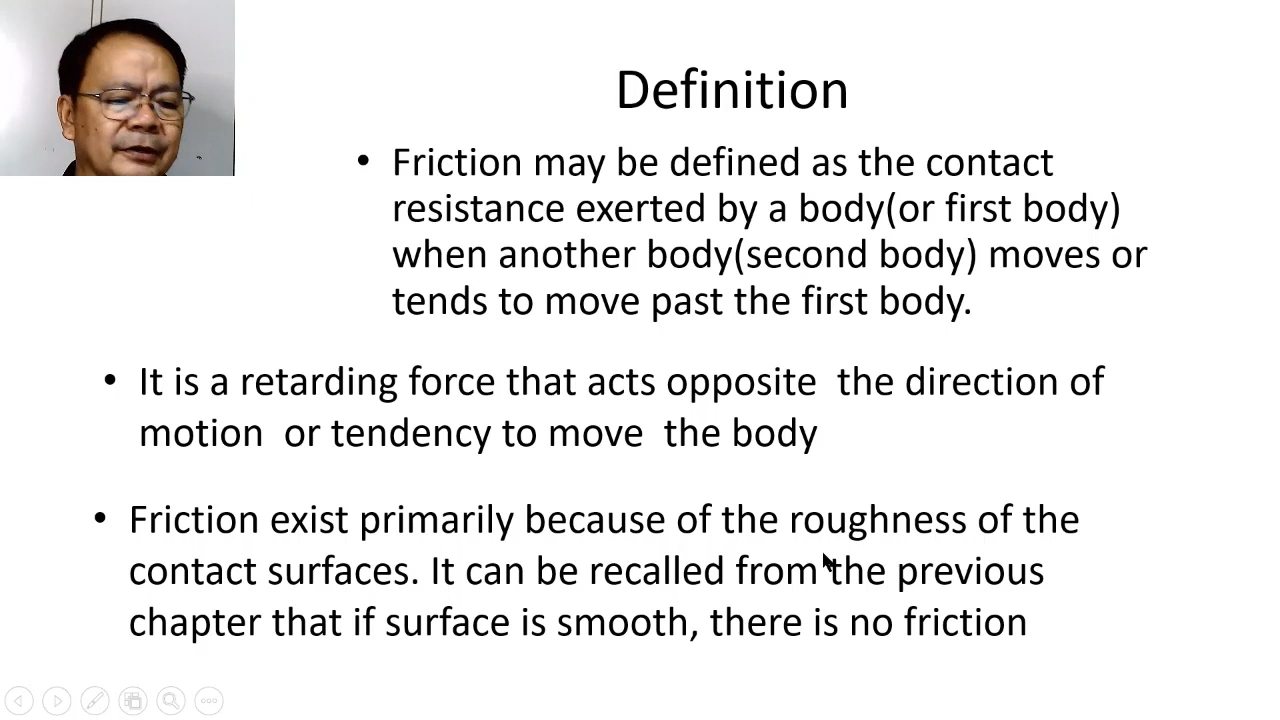 Definition
• Friction may be defined as the contact
resistance exerted by a body(or first body)
when another body(second body) moves or
tends to move past the first body.
• It is a retarding force that acts opposite  the direction of
motion  or tendency to move  the body
• Friction exist primarily because of the roughness of the
contact surfaces. It can be recalled from the previous
chapter that if surface is smooth, there is no friction